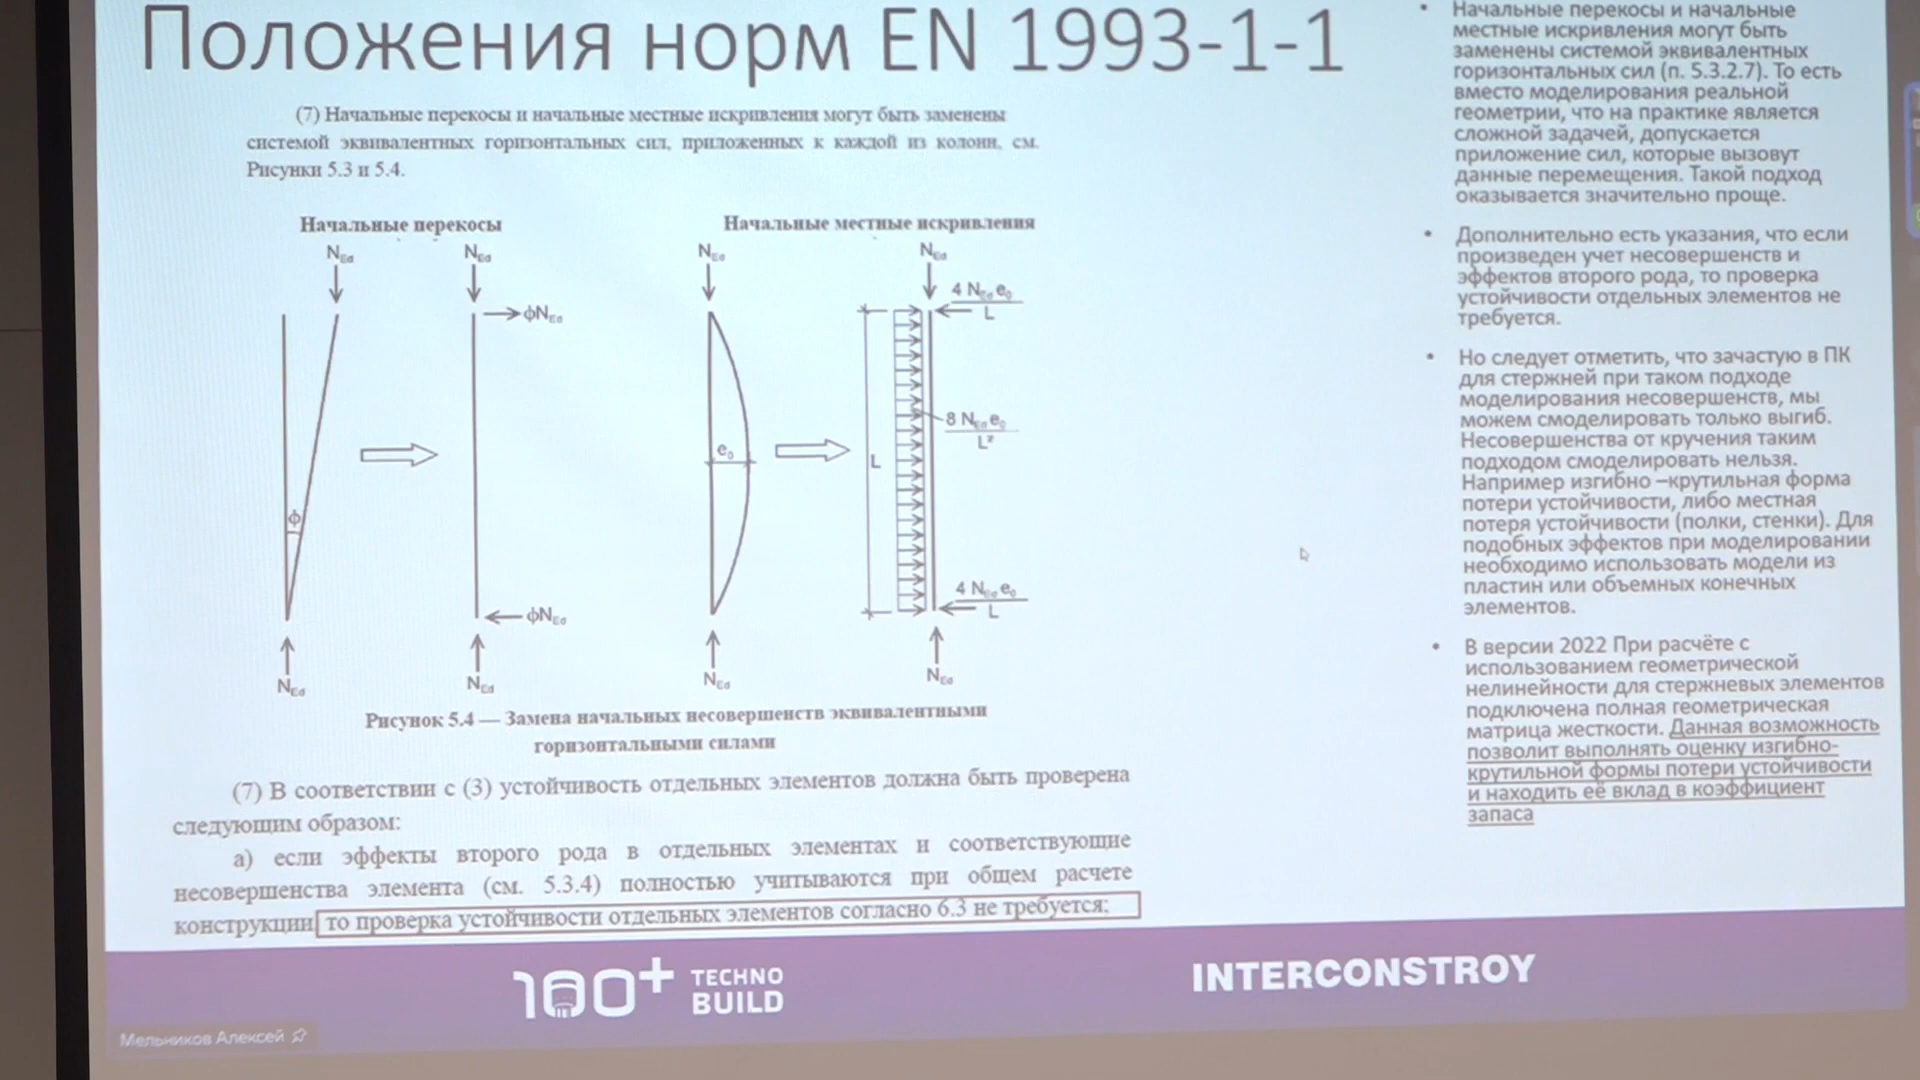 Положения норм EN 1993-1-1
(7) Начальные перекосы и начальные местные искривления могут быть заменены
системой эквивалентных горизонтальных сил, приложенных к каждой из колонн, см.
Рисунки 5.3 и 5.4.
Начальные перекосы
Начальные местные искривления
N_Ed
N_Ed
N_Ed
N_Ed
ϕN_Ed
4 N_Ed e₀
L
8 N_Ed e₀
L²
e₀
L
ϕ
ϕN_Ed
4 N_Ed e₀
L
N_Ed
N_Ed
N_Ed
N_Ed
Рисунок 5.4 — Замена начальных несовершенств эквивалентными
горизонтальными силами
(7) В соответствии с (3) устойчивость отдельных элементов должна быть проверена
следующим образом:
а) если эффекты второго рода в отдельных элементах и соответствующие
несовершенства элемента (см. 5.3.4) полностью учитываются при общем расчете
конструкции то проверка устойчивости отдельных элементов согласно 6.3 не требуется;
• Начальные перекосы и начальные
местные искривления могут быть
заменены системой эквивалентных
горизонтальных сил (п. 5.3.2.7). То есть
вместо моделирования реальной
геометрии, что на практике является
сложной задачей, допускается
приложение сил, которые вызовут
данные перемещения. Такой подход
оказывается значительно проще.
• Дополнительно есть указания, что если
произведен учет несовершенств и
эффектов второго рода, то проверка
устойчивости отдельных элементов не
требуется.
• Но следует отметить, что зачастую в ПК
для стержней при таком подходе
моделирования несовершенств, мы
можем смоделировать только выгиб.
Несовершенства от кручения таким
подходом смоделировать нельзя.
Например изгибно –крутильная форма
потери устойчивости, либо местная
потеря устойчивости (полки, стенки). Для
подобных эффектов при моделировании
необходимо использовать модели из
пластин или объемных конечных
элементов.
• В версии 2022 При расчёте с
использованием геометрической
нелинейности для стержневых элементов
подключена полная геометрическая
матрица жесткости. Данная возможность
позволит выполнять оценку изгибно-
крутильной формы потери устойчивости
и находить её вклад в коэффициент
запаса
100+ TECHNO
BUILD
INTERCONSTROY
Мельников Алексей